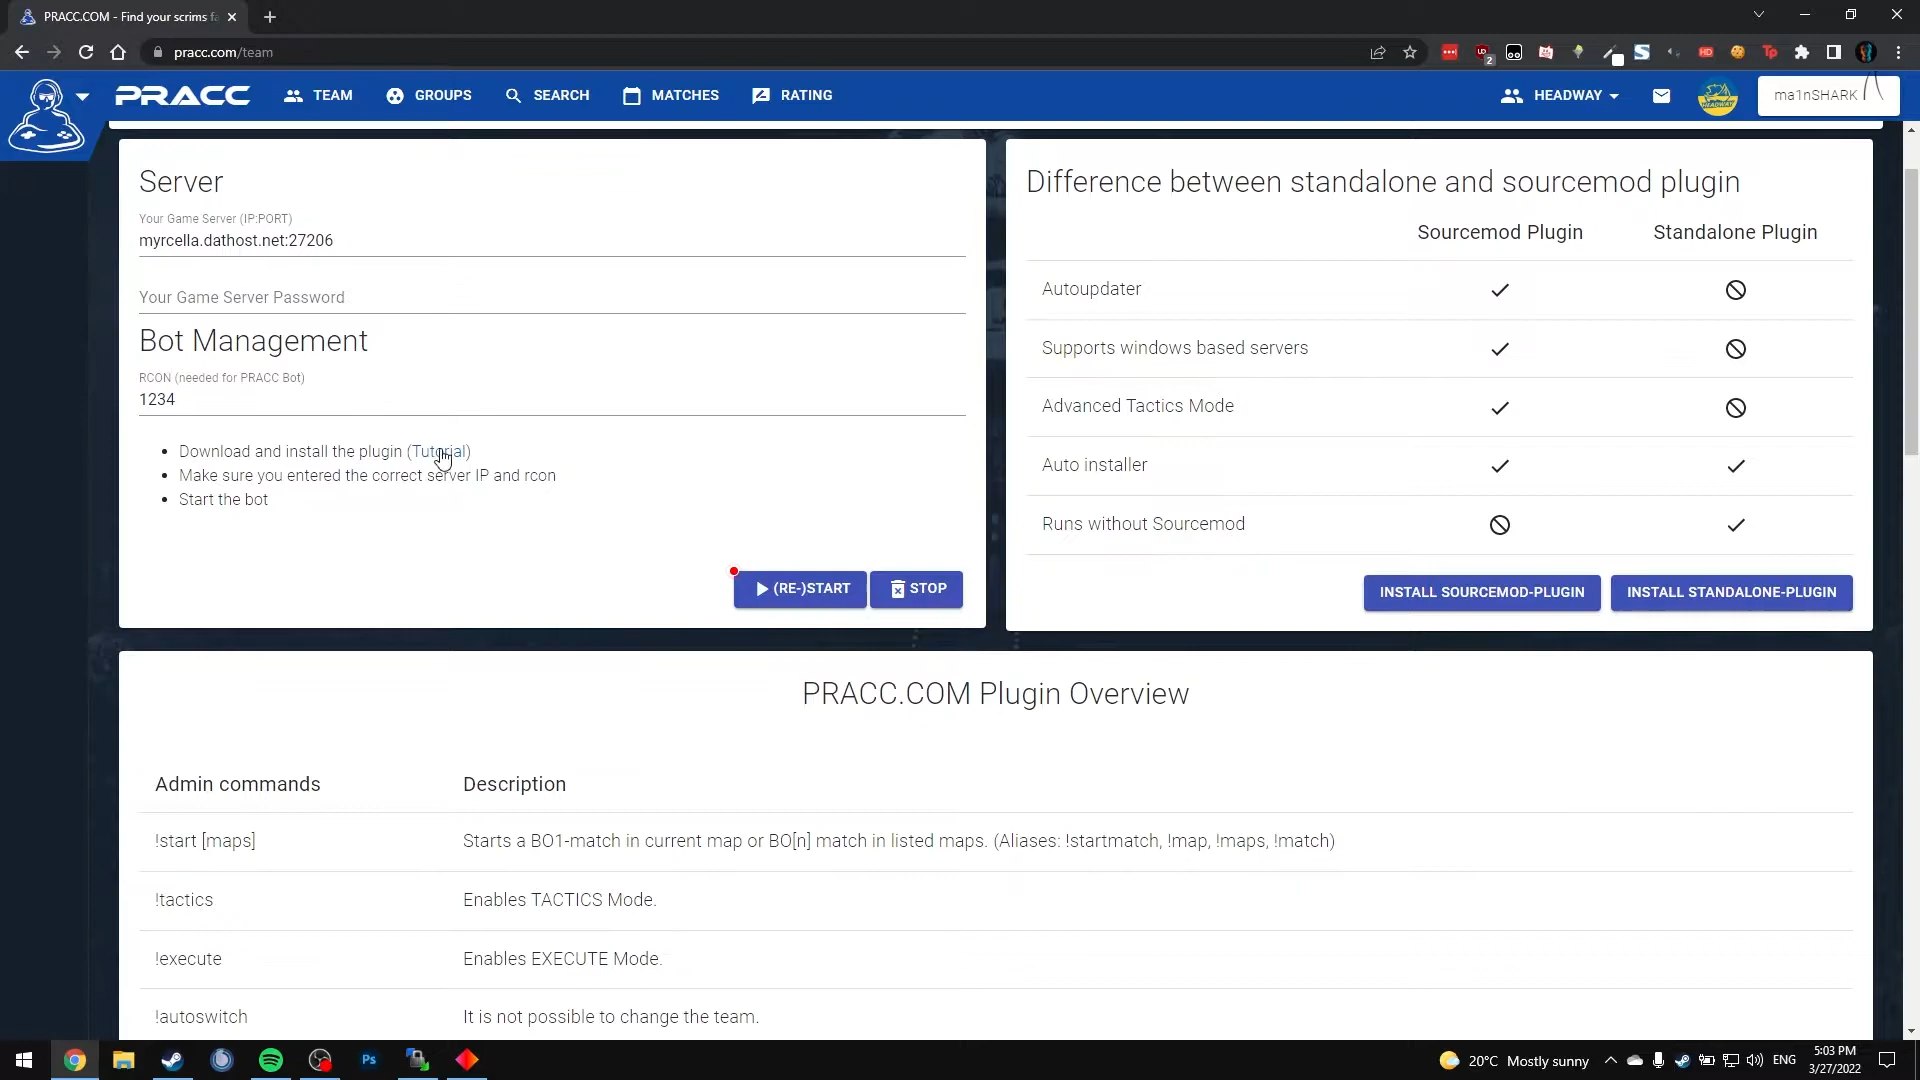 PRACC.COM - Find your scrims fa
pracc.com/team
2
HD
Tp
PRACC
TEAM
GROUPS
SEARCH
MATCHES
RATING
HEADWAY
HEADWAY
ma1nSHARK
Server
Your Game Server (IP:PORT)
myrcella.dathost.net:27206
Your Game Server Password
Bot Management
RCON (needed for PRACC Bot)
1234
• Download and install the plugin (Tutorial)
• Make sure you entered the correct server IP and rcon
• Start the bot
(RE-)START
STOP
Difference between standalone and sourcemod plugin
Sourcemod Plugin Standalone Plugin
Autoupdater
Supports windows based servers
Advanced Tactics Mode
Auto installer
Runs without Sourcemod
INSTALL SOURCEMOD-PLUGIN
INSTALL STANDALONE-PLUGIN
PRACC.COM Plugin Overview
Admin commands Description
!start [maps] Starts a BO1-match in current map or BO[n] match in listed maps. (Aliases: !startmatch, !map, !maps, !match)
!tactics Enables TACTICS Mode.
!execute Enables EXECUTE Mode.
!autoswitch It is not possible to change the team.
Ps
20°C Mostly sunny
ENG
5:03 PM
3/27/2022